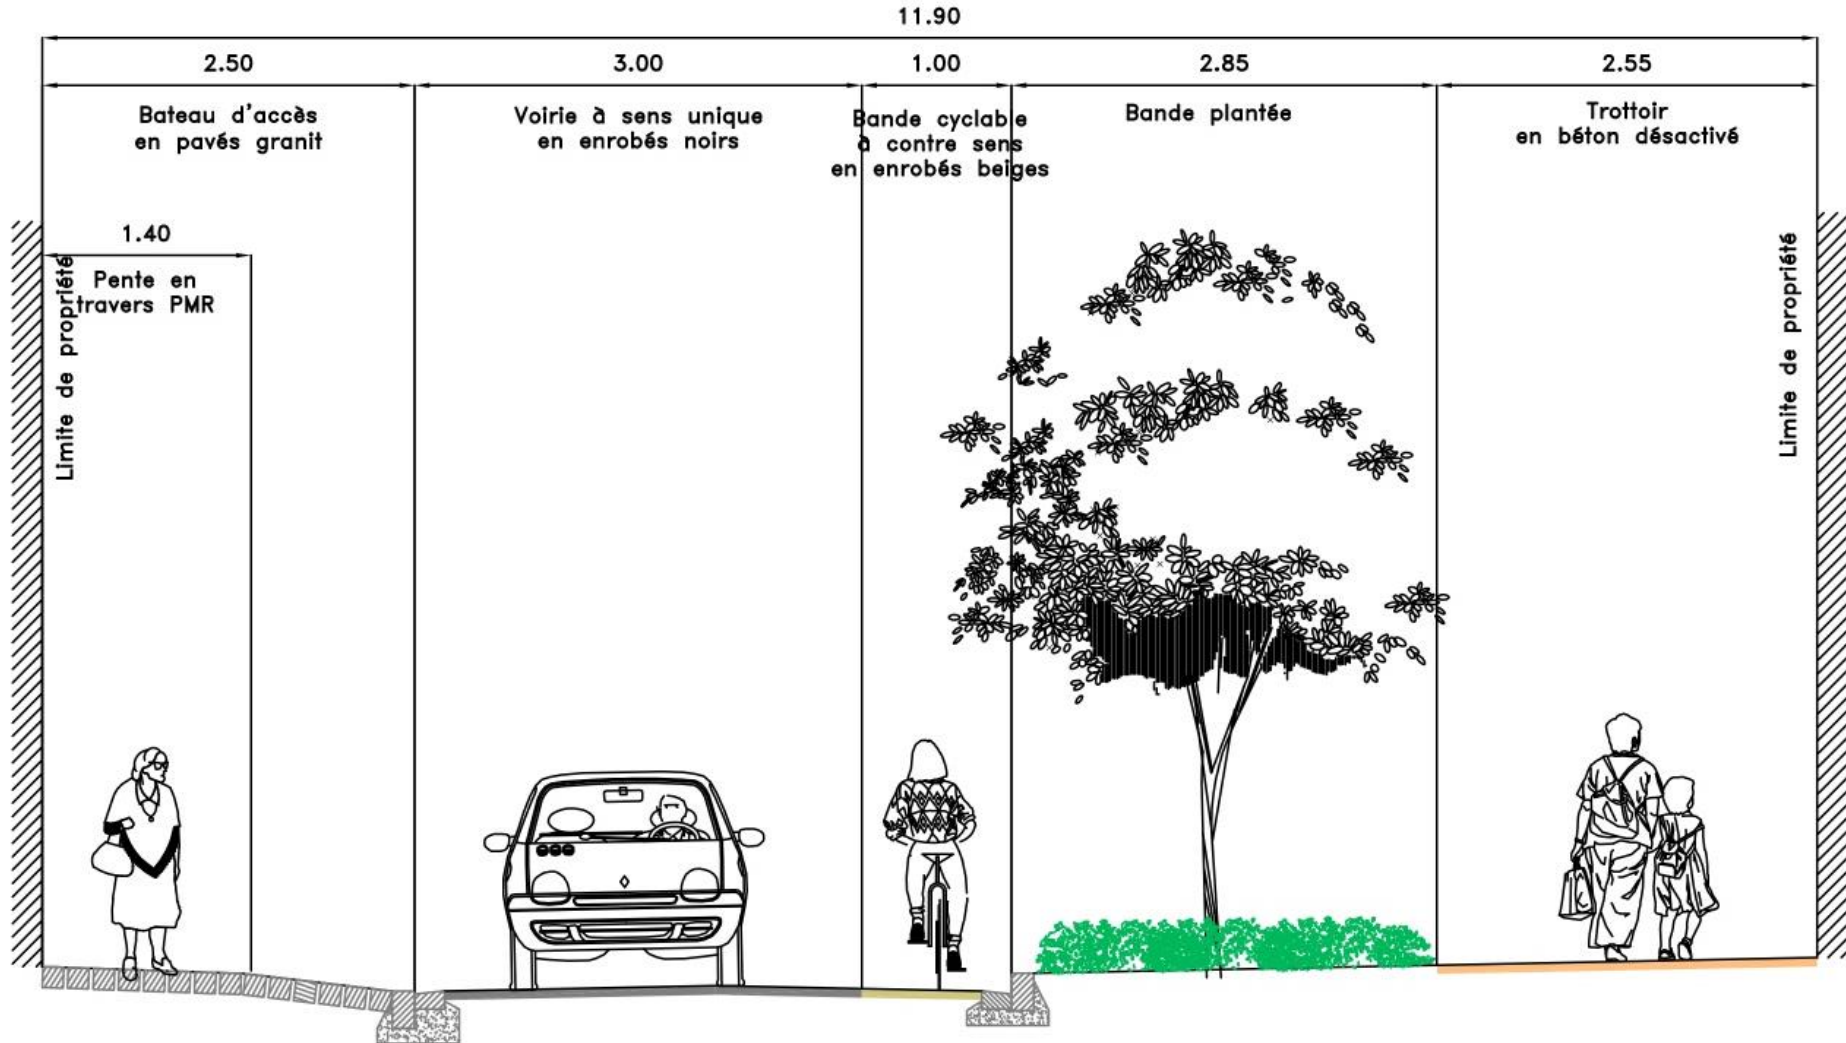 11.90
2.50
3.00
1.00
2.85
2.55
Bateau d'accès
en pavés granit
Voirie à sens unique
en enrobés noirs
Bande cyclable
à contre sens
en enrobés beiges
Bande plantée
Trottoir
en béton désactivé
1.40
Pente en
travers PMR
Limite de propriété
Limite de propriété